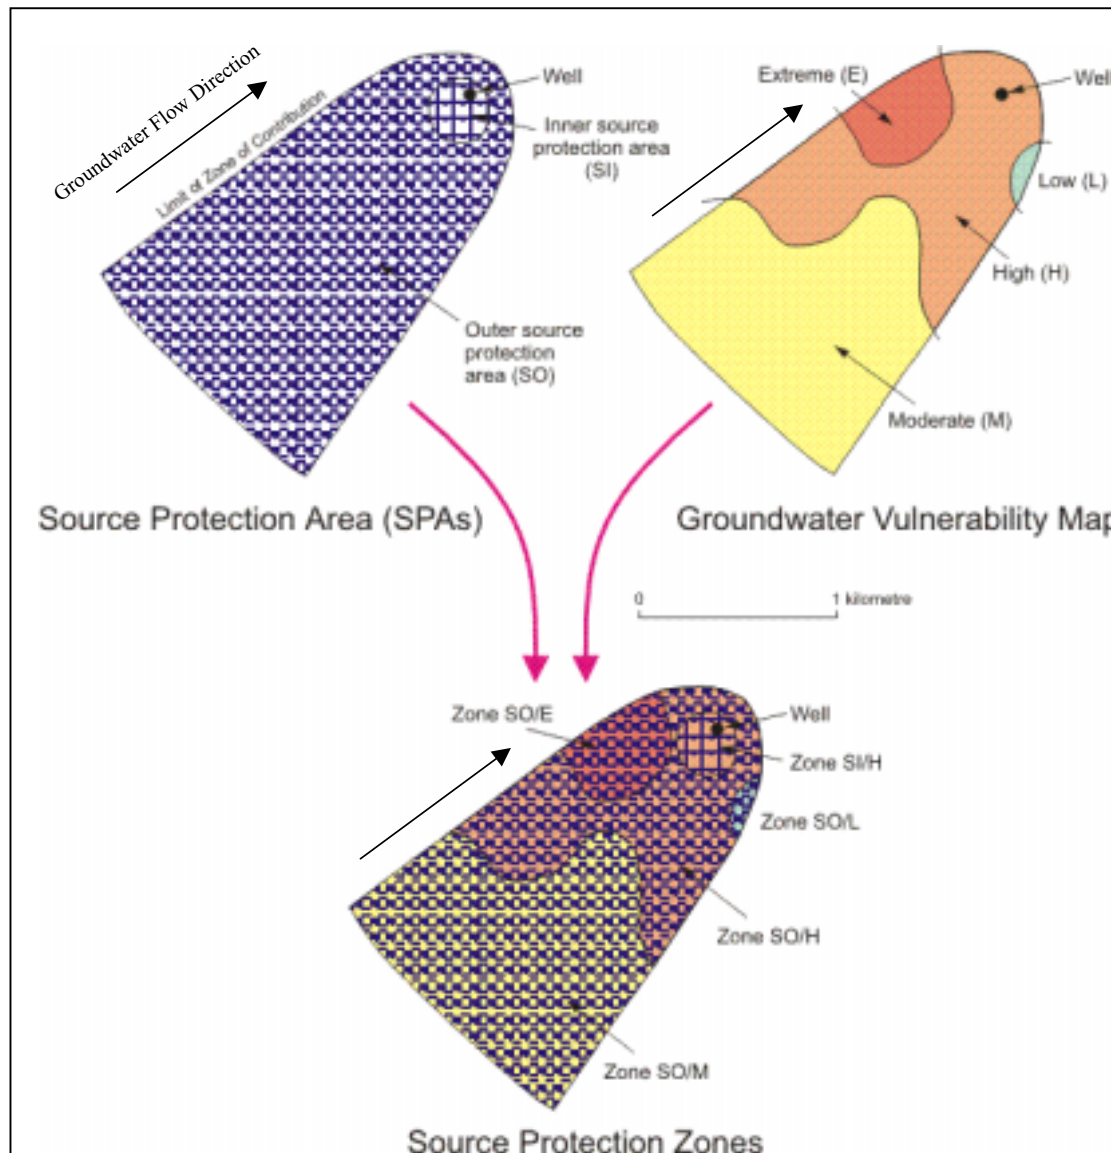 Groundwater Flow Direction
Limit of Zone of Contribution
Well
Inner source
protection area
(SI)
Outer source
protection
area (SO)
Source Protection Area (SPAs)
Extreme (E)
Well
Low (L)
High (H)
Moderate (M)
Groundwater Vulnerability Map
0 1 kilometre
Zone SO/E
Well
Zone SI/H
Zone SO/L
Zone SO/H
Zone SO/M
Source Protection Zones